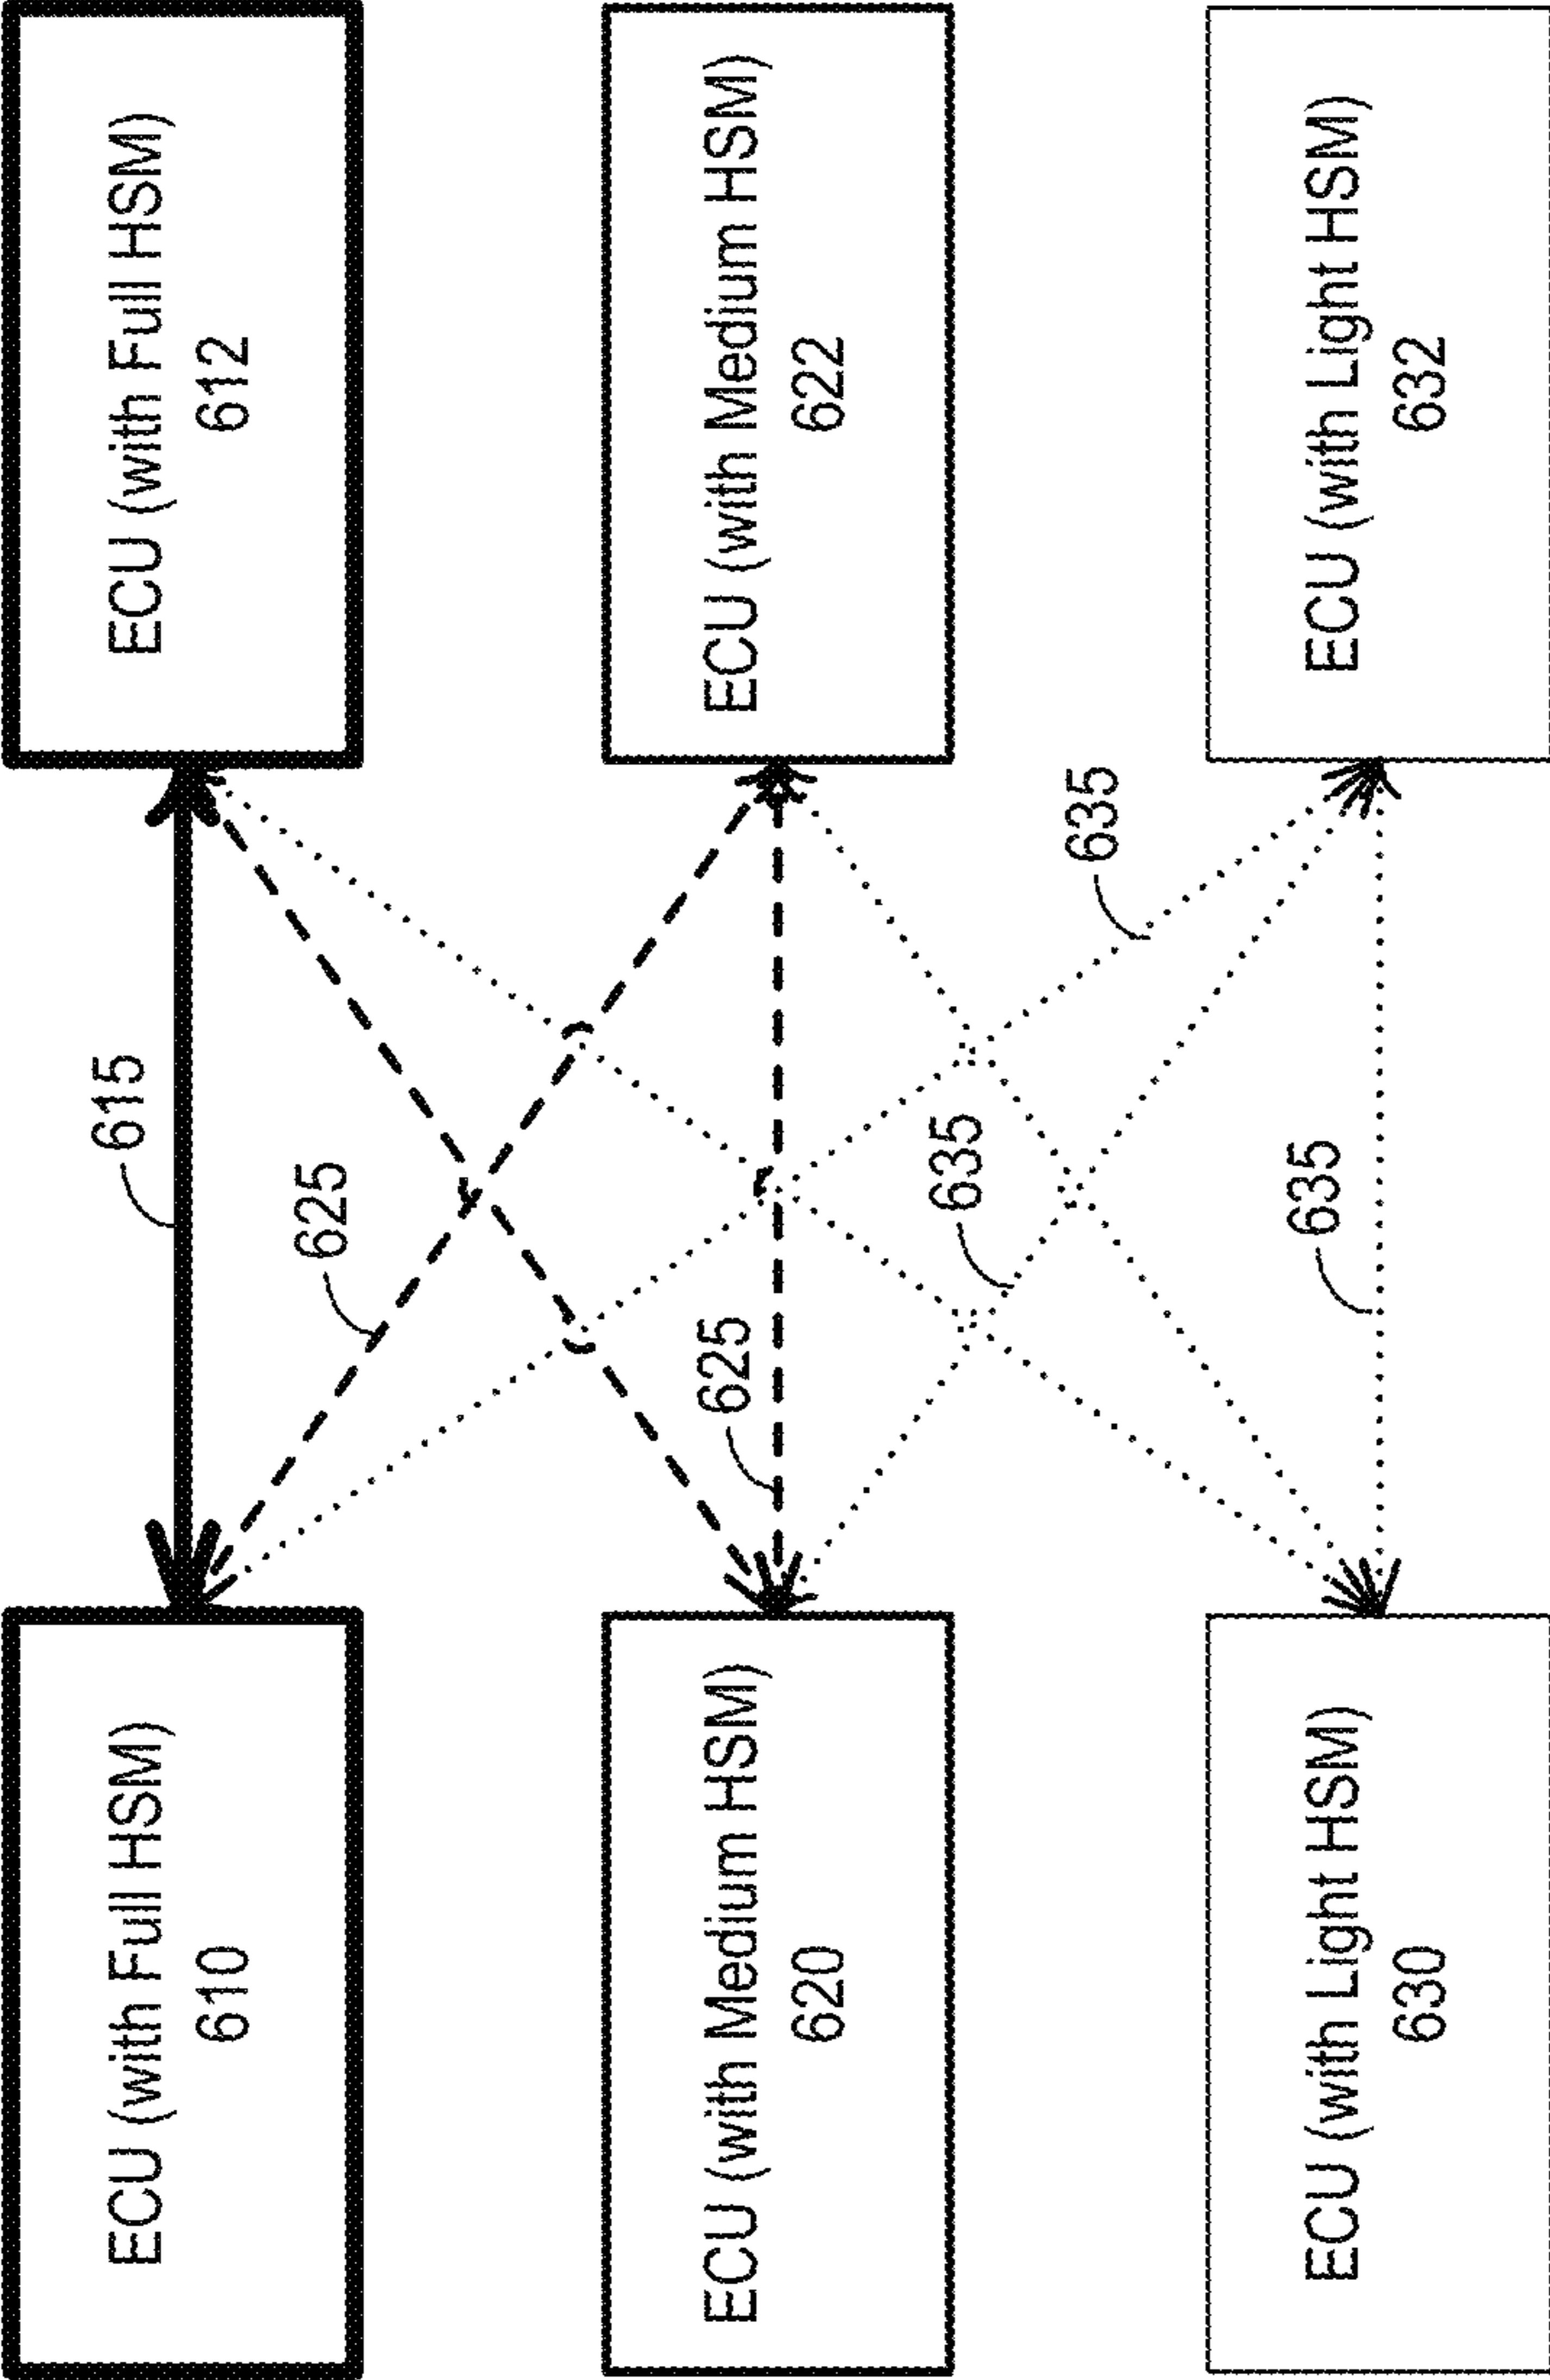 ECU (with Full HSM)
610
615
ECU (with Full HSM)
612
625
ECU (with Medium HSM)
620
625
ECU (with Medium HSM)
622
635
635
ECU (with Light HSM)
630
635
ECU (with Light HSM)
632